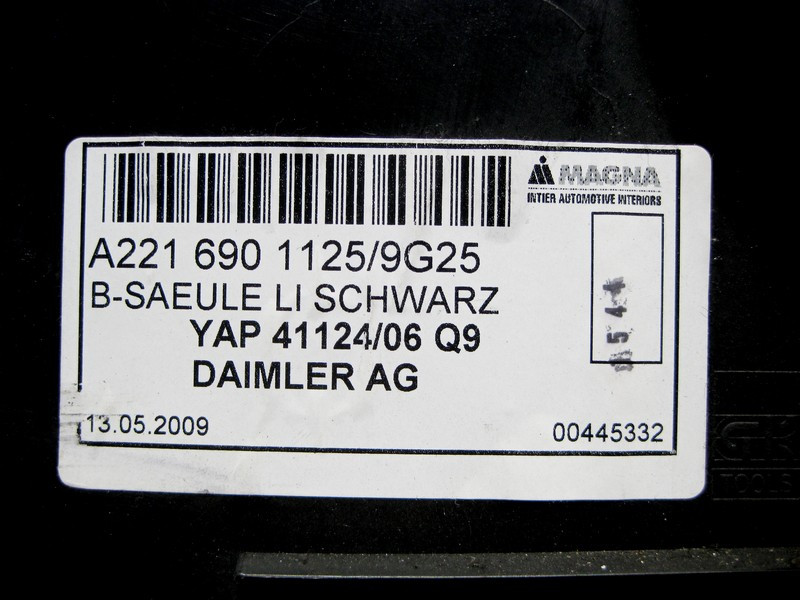 MAGNA
INTIER AUTOMOTIVE INTERIORS
A221 690 1125/9G25
B-SAEULE LI SCHWARZ
YAP 41124/06 Q9
DAIMLER AG
13.05.2009
00445332
TOOLS